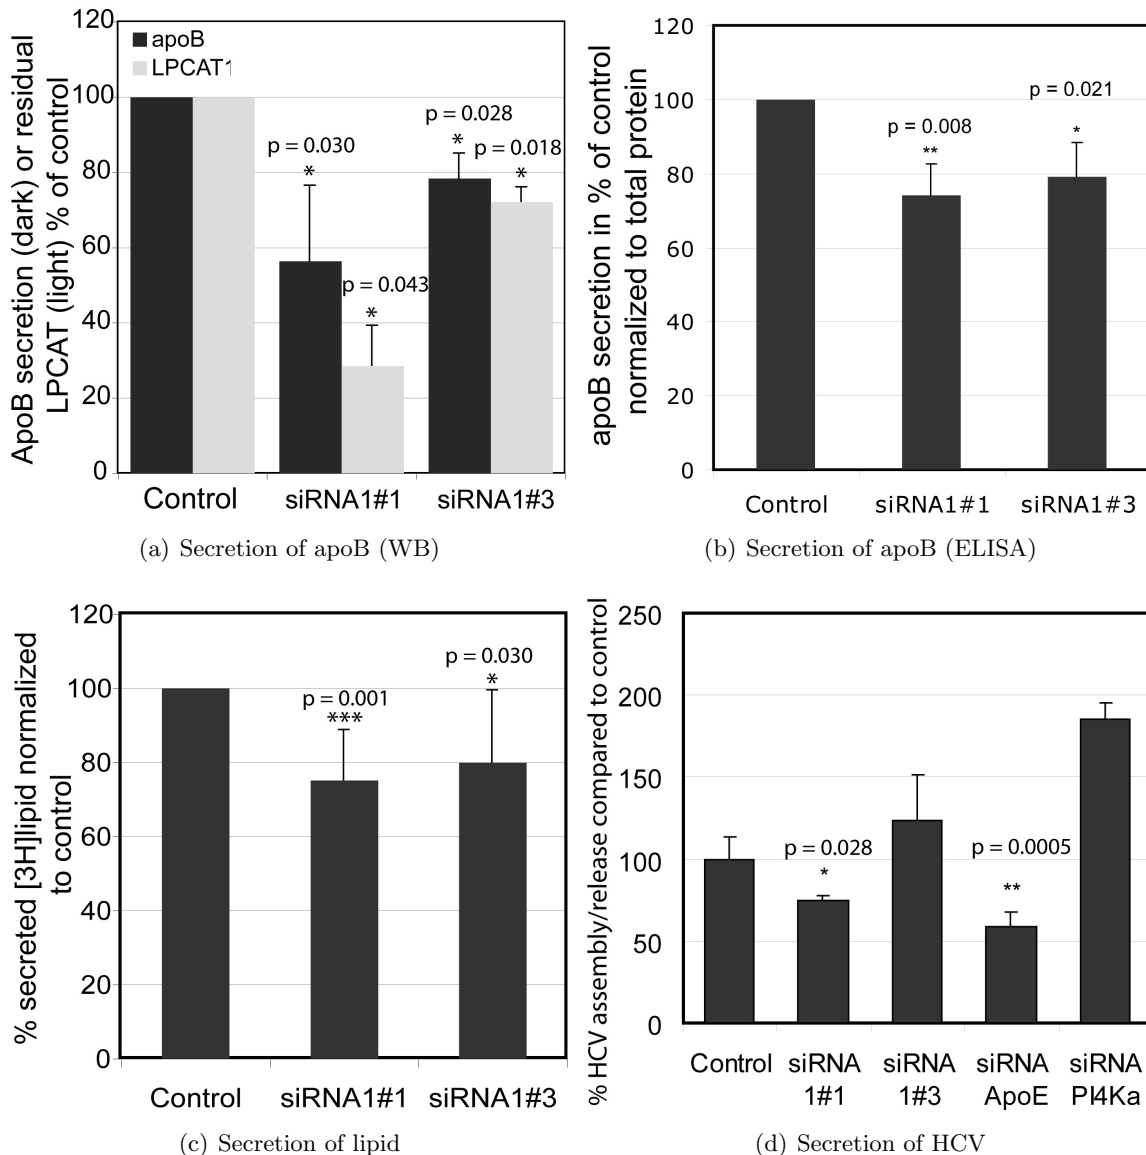 120
100
80
60
40
20
0
ApoB secretion (dark) or residual
LPCAT (light) % of control
apoB
LPCAT1
p = 0.030
*
p = 0.043
*
p = 0.028
*
p = 0.018
*
Control
siRNA1#1
siRNA1#3
(a) Secretion of apoB (WB)
120
100
80
60
40
20
0
apoB secretion in % of control
normalized to total protein
p = 0.008
**
p = 0.021
*
Control
siRNA1#1
siRNA1#3
(b) Secretion of apoB (ELISA)
120
100
80
60
40
20
0
% secreted [3H]lipid normalized
to control
p = 0.001
***
p = 0.030
*
Control
siRNA1#1
siRNA1#3
(c) Secretion of lipid
250
200
150
100
50
0
% HCV assembly/release compared to control
p = 0.028
*
p = 0.0005
**
Control
siRNA
1#1
siRNA
1#3
siRNA
ApoE
siRNA
PI4Ka
(d) Secretion of HCV